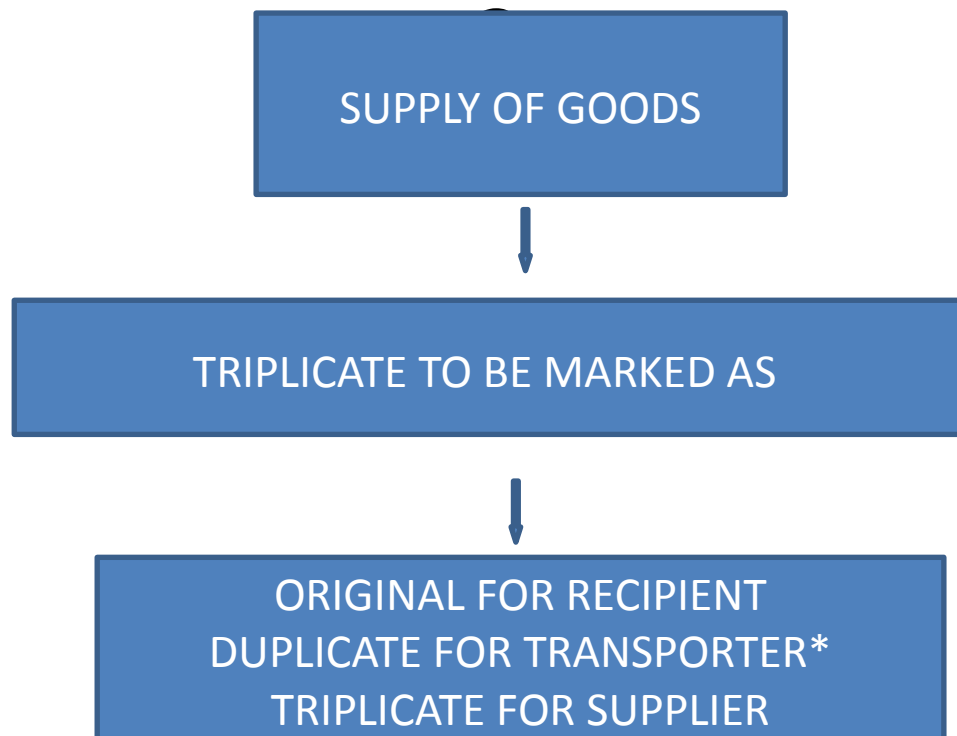 SUPPLY OF GOODS
TRIPLICATE TO BE MARKED AS
ORIGINAL FOR RECIPIENT
DUPLICATE FOR TRANSPORTER*
TRIPLICATE FOR SUPPLIER